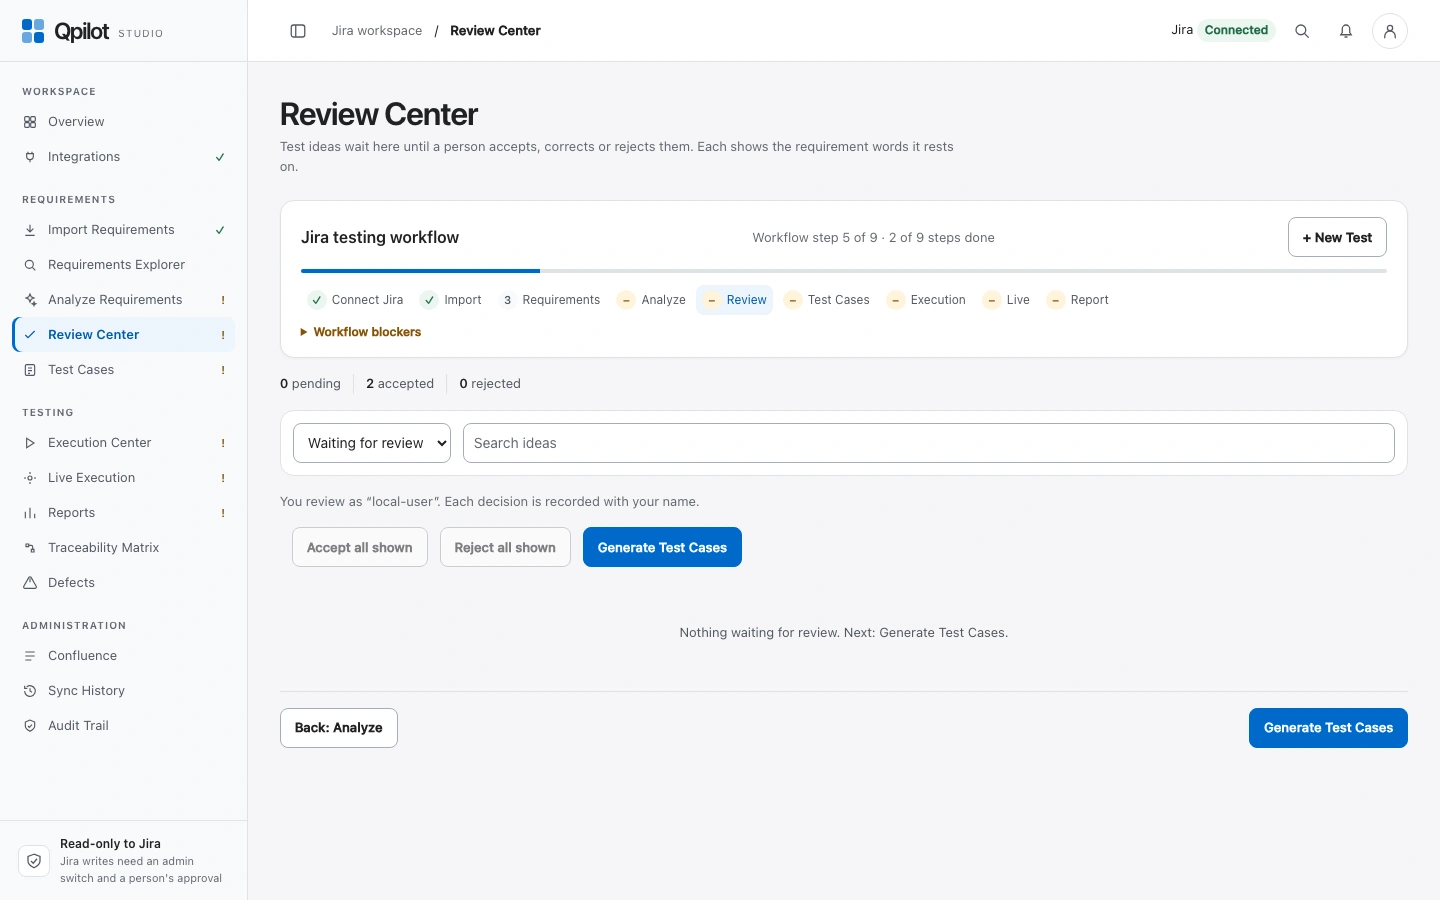 Qpilot STUDIO
Jira workspace / Review Center
Jira Connected
WORKSPACE
Overview
Integrations
REQUIREMENTS
Import Requirements
Requirements Explorer
Analyze Requirements !
Review Center !
Test Cases !
TESTING
Execution Center !
Live Execution !
Reports !
Traceability Matrix
Defects
ADMINISTRATION
Confluence
Sync History
Audit Trail
Read-only to Jira
Jira writes need an admin
switch and a person's approval
Review Center
Test ideas wait here until a person accepts, corrects or rejects them. Each shows the requirement words it rests
on.
Jira testing workflow
Workflow step 5 of 9 · 2 of 9 steps done
+ New Test
Connect Jira Import 3 Requirements – Analyze – Review – Test Cases – Execution – Live – Report
Workflow blockers
0 pending 2 accepted 0 rejected
Waiting for review Search ideas
You review as “local-user”. Each decision is recorded with your name.
Accept all shown Reject all shown Generate Test Cases
Nothing waiting for review. Next: Generate Test Cases.
Back: Analyze Generate Test Cases